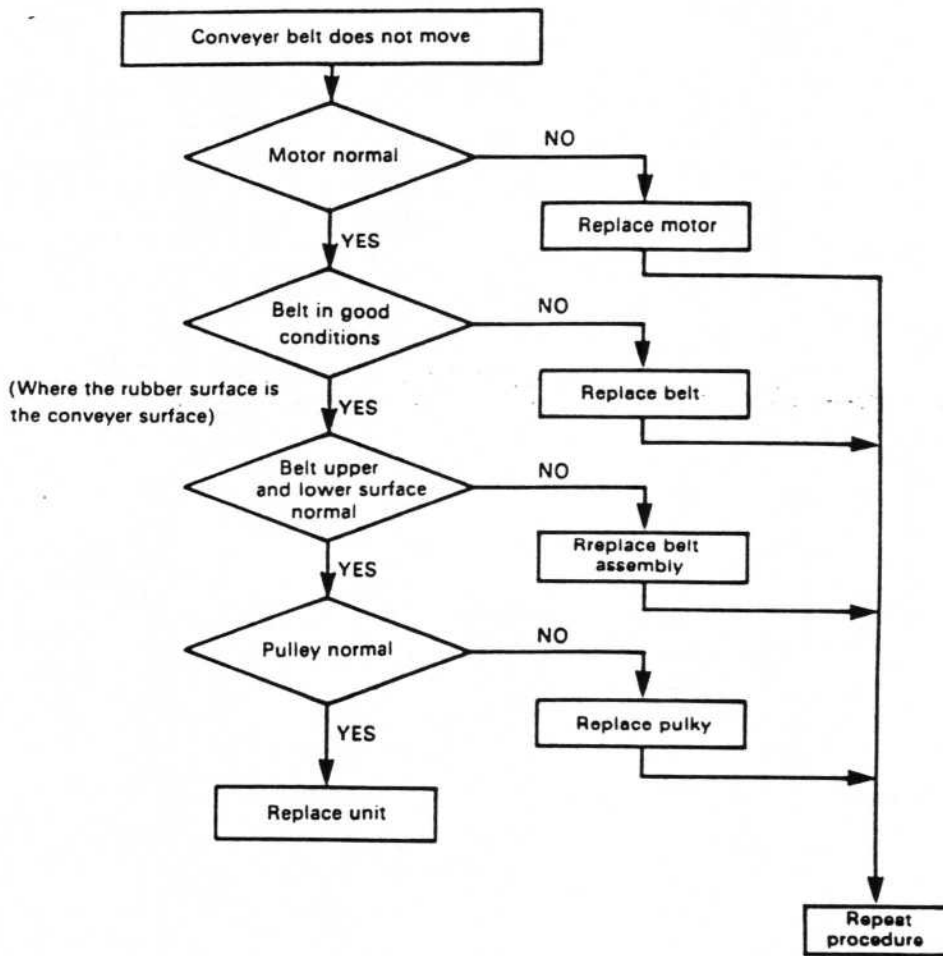 Conveyer belt does not move
Motor normal
NO
Replace motor
YES
Belt in good
conditions
NO
Replace belt
(Where the rubber surface is
the conveyer surface)
YES
Belt upper
and lower surface
normal
NO
Rreplace belt
assembly
YES
Pulley normal
NO
Replace pulky
YES
Replace unit
Repeat
procedure